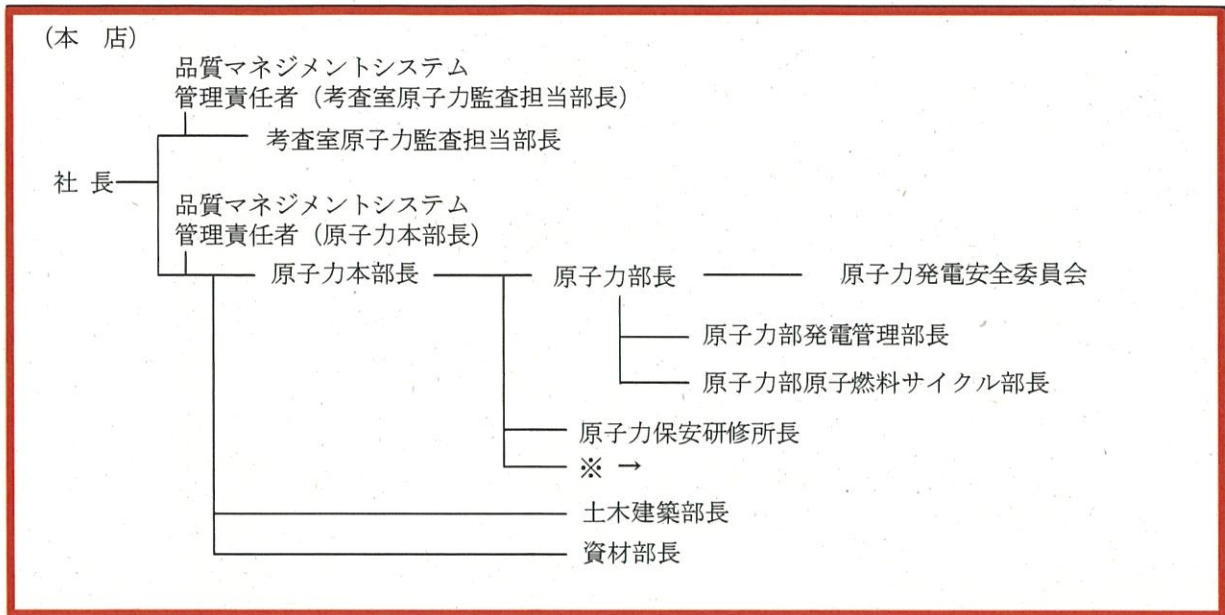 (本 店)
品質マネジメントシステム
管理責任者(考査室原子力監査担当部長)
考査室原子力監査担当部長
社 長
品質マネジメントシステム
管理責任者(原子力本部長)
原子力本部長 原子力部長 原子力発電安全委員会
原子力部発電管理部長
原子力部原子燃料サイクル部長
原子力保安研修所長
※ →
土木建築部長
資材部長